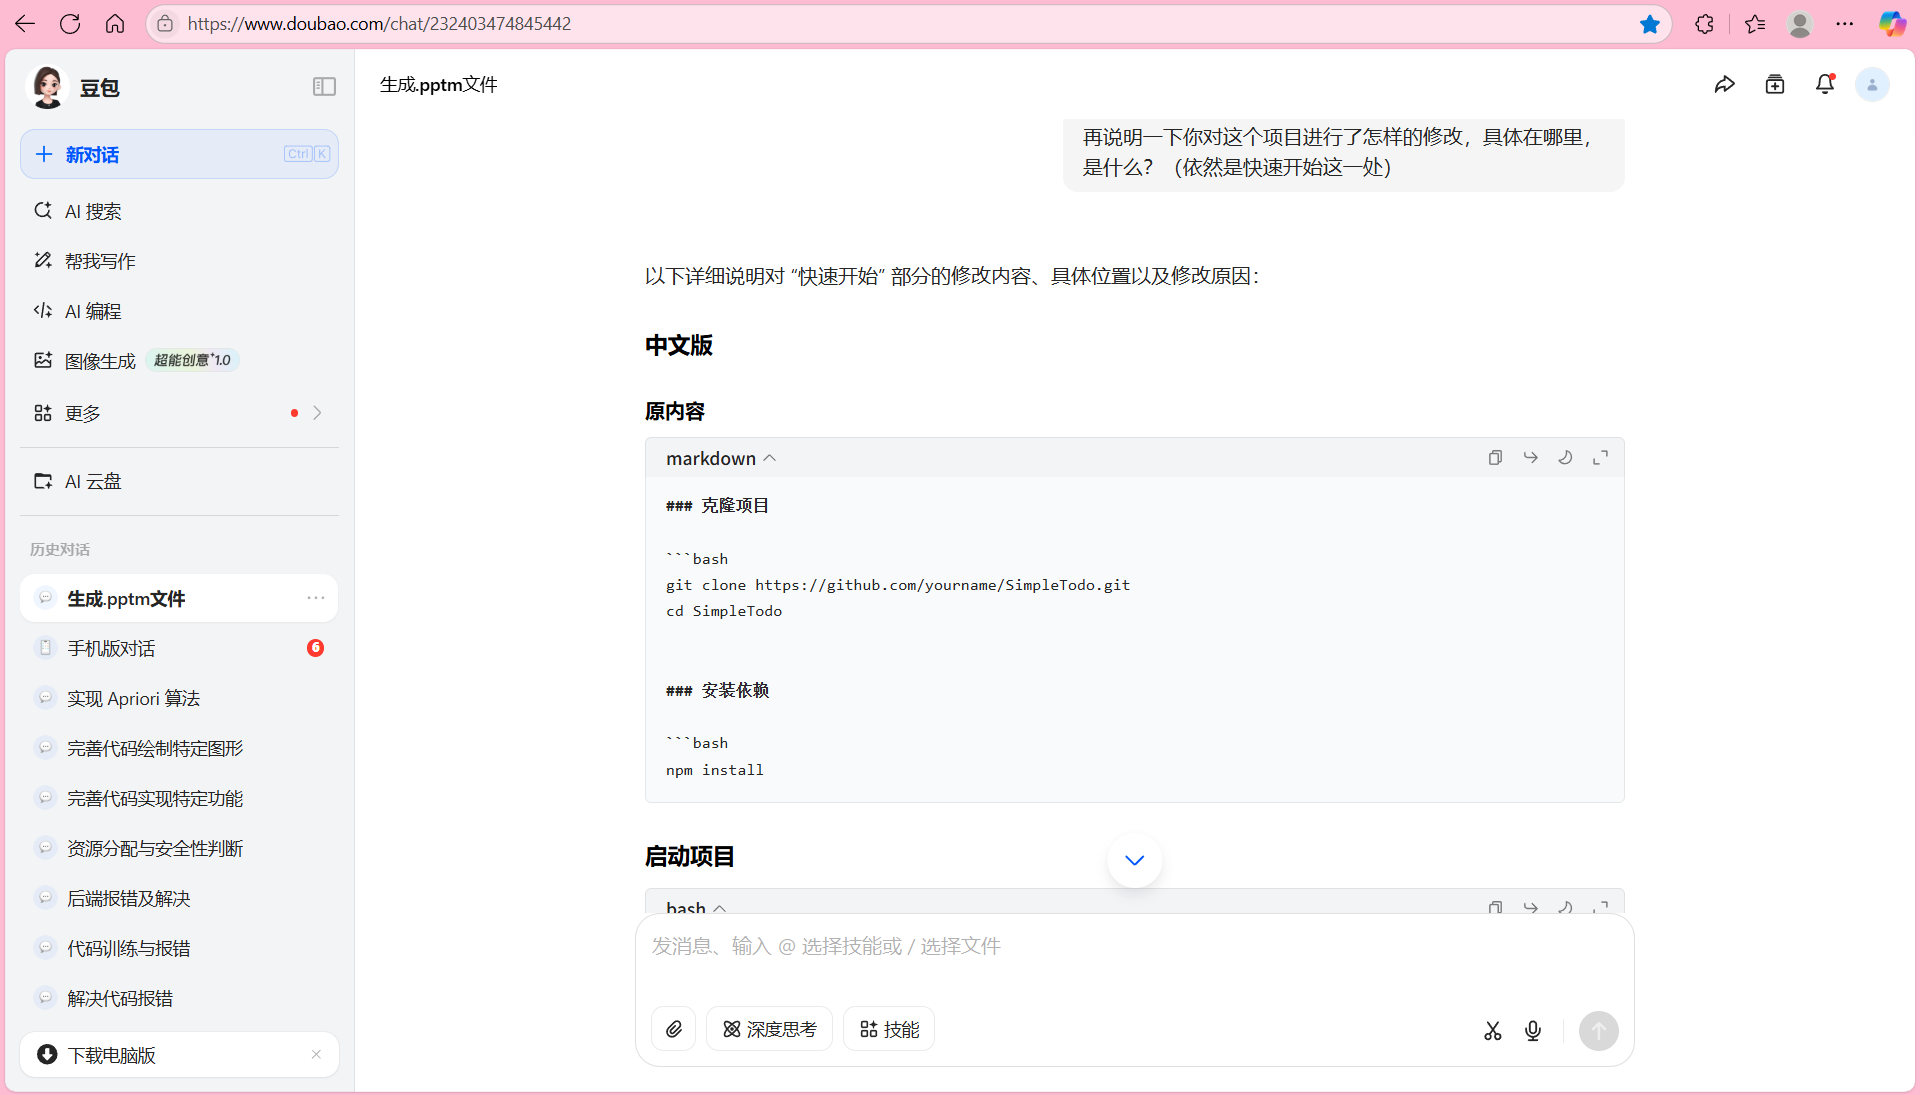 https://www.doubao.com/chat/232403474845442
豆包
生成.pptm文件
新对话
Ctrl K
AI 搜索
帮我写作
AI 编程
图像生成
超能创意1.0
更多
AI 云盘
历史对话
生成.pptm文件
手机版对话
6
实现 Apriori 算法
完善代码绘制特定图形
完善代码实现特定功能
资源分配与安全性判断
后端报错及解决
代码训练与报错
解决代码报错
下载电脑版
再说明一下你对这个项目进行了怎样的修改，具体在哪里，
是什么？（依然是快速开始这一处）
以下详细说明对 “快速开始” 部分的修改内容、具体位置以及修改原因：
中文版
原内容
markdown
### 克隆项目
```bash
git clone https://github.com/yourname/SimpleTodo.git
cd SimpleTodo
### 安装依赖
```bash
npm install
启动项目
bash
发消息、输入 @ 选择技能或 / 选择文件
深度思考
技能